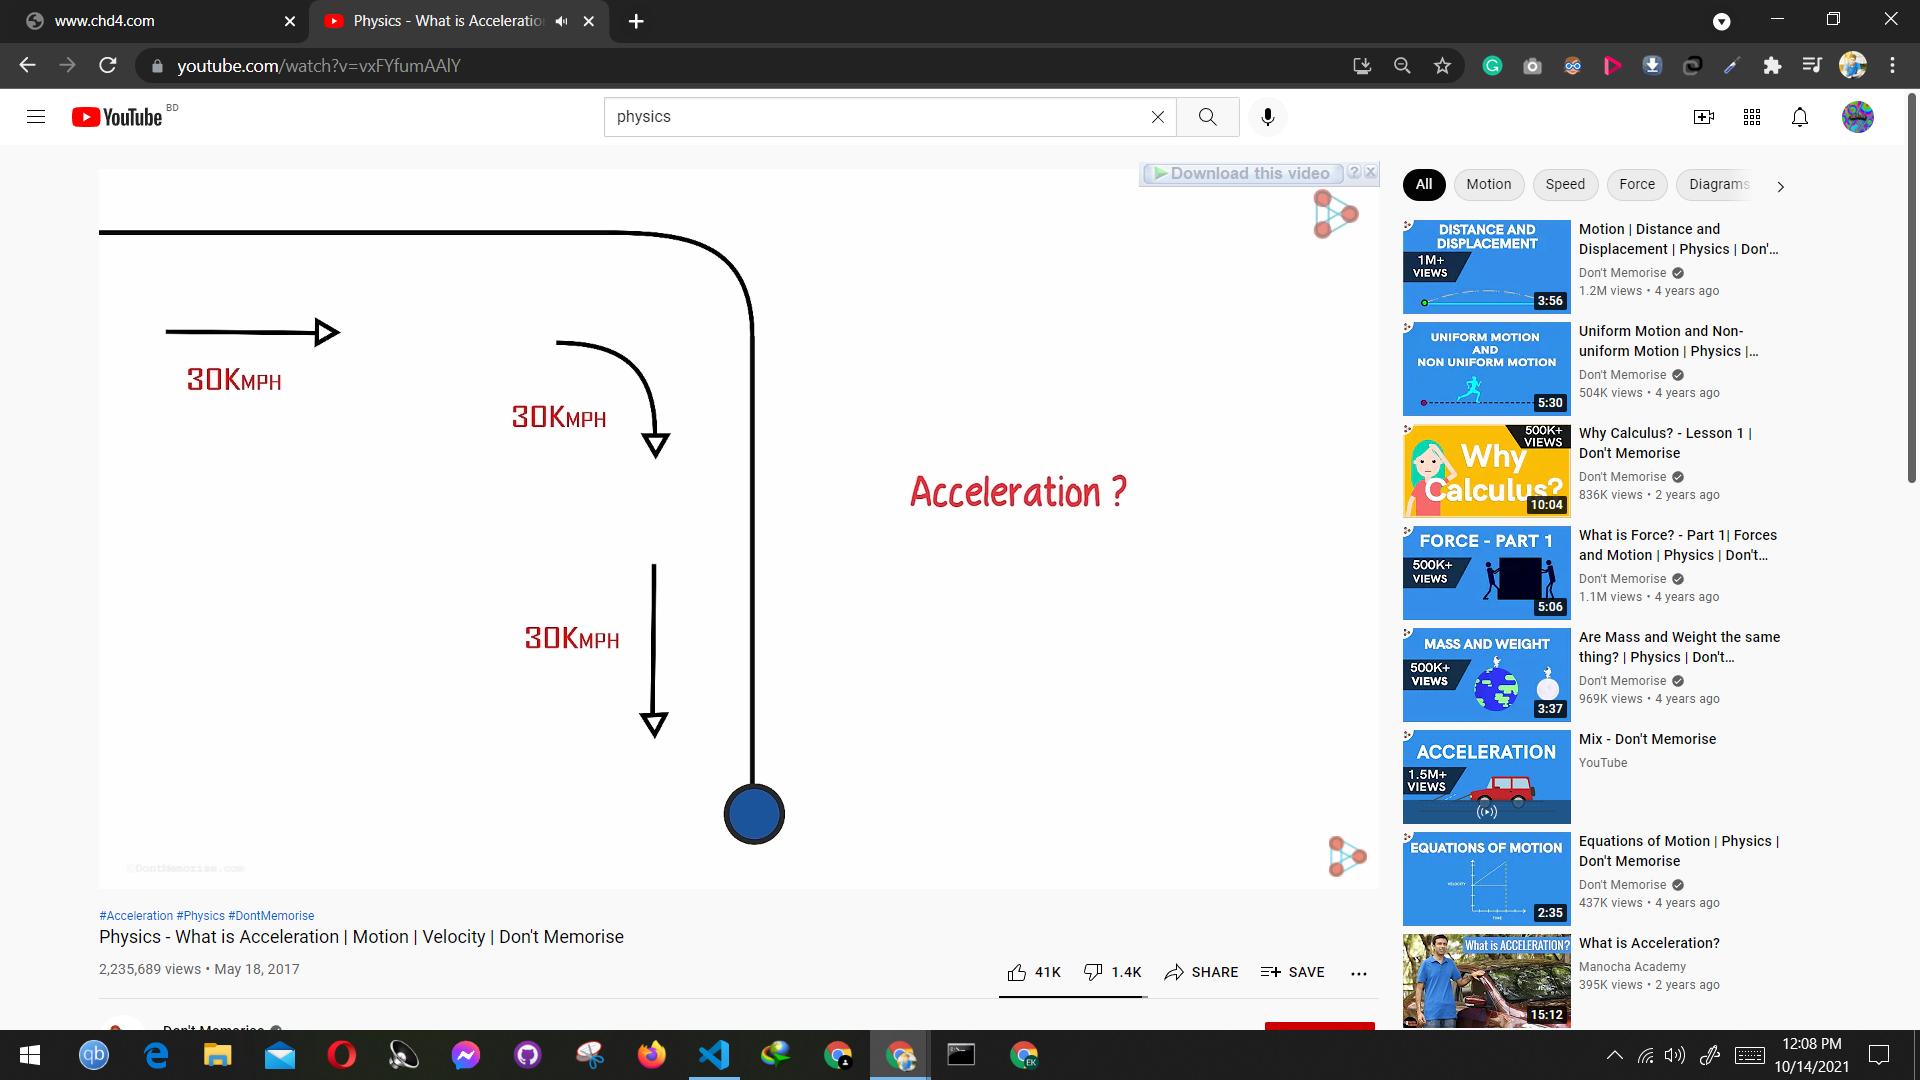 www.chd4.com
Physics - What is Acceleratio
youtube.com/watch?v=vxFYfumAAlY
YouTube BD
physics
Download this video
30KMPH
30KMPH
30KMPH
Acceleration ?
©DontMemorise.com
#Acceleration #Physics #DontMemorise
Physics - What is Acceleration | Motion | Velocity | Don't Memorise
2,235,689 views • May 18, 2017
41K
1.4K
SHARE
SAVE
Don't Memorise
All
Motion
Speed
Force
Diagrams
DISTANCE AND
DISPLACEMENT
1M+
VIEWS
3:56
Motion | Distance and
Displacement | Physics | Don'...
Don't Memorise
1.2M views • 4 years ago
UNIFORM MOTION
AND
NON UNIFORM MOTION
5:30
Uniform Motion and Non-
uniform Motion | Physics |...
Don't Memorise
504K views • 4 years ago
500K+
VIEWS
Why
Calculus?
10:04
Why Calculus? - Lesson 1 |
Don't Memorise
Don't Memorise
836K views • 2 years ago
FORCE - PART 1
500K+
VIEWS
5:06
What is Force? - Part 1| Forces
and Motion | Physics | Don't...
Don't Memorise
1.1M views • 4 years ago
MASS AND WEIGHT
500K+
VIEWS
3:37
Are Mass and Weight the same
thing? | Physics | Don't...
Don't Memorise
969K views • 4 years ago
ACCELERATION
1.5M+
VIEWS
Mix - Don't Memorise
YouTube
EQUATIONS OF MOTION
VELOCITY
TIME
2:35
Equations of Motion | Physics |
Don't Memorise
Don't Memorise
437K views • 4 years ago
What is ACCELERATION?
15:12
What is Acceleration?
Manocha Academy
395K views • 2 years ago
qb
EK
12:08 PM
10/14/2021